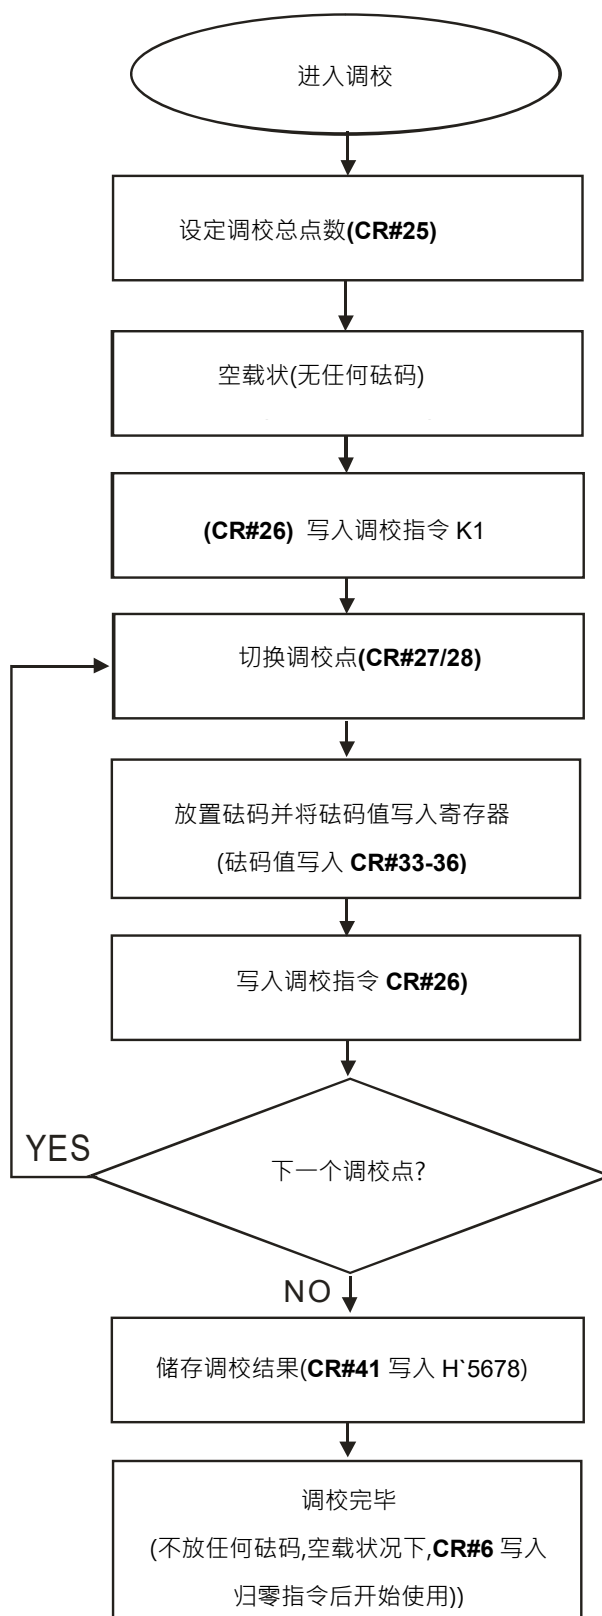 进入调校
设定调校总点数(CR#25)
空载状(无任何砝码)
(CR#26) 写入调校指令 K1
切换调校点(CR#27/28)
放置砝码并将砝码值写入寄存器
(砝码值写入 CR#33-36)
写入调校指令 CR#26)
YES
下一个调校点?
NO
储存调校结果(CR#41 写入 H`5678)
调校完毕
(不放任何砝码,空载状况下,CR#6 写入
归零指令后开始使用))